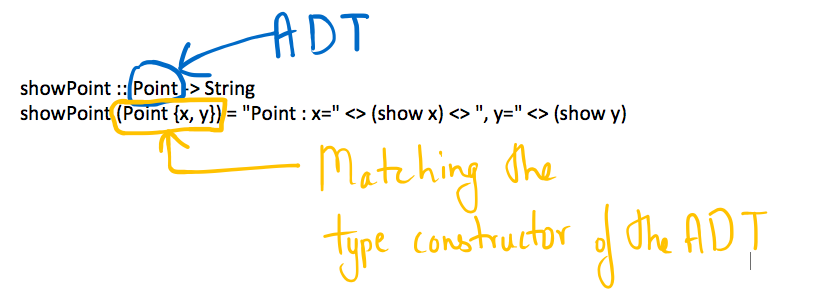 ADT
showPoint :: Point -> String
showPoint (Point {x, y}) = "Point : x=" <> (show x) <> ", y=" <> (show y)
Matching the
type constructor of the ADT